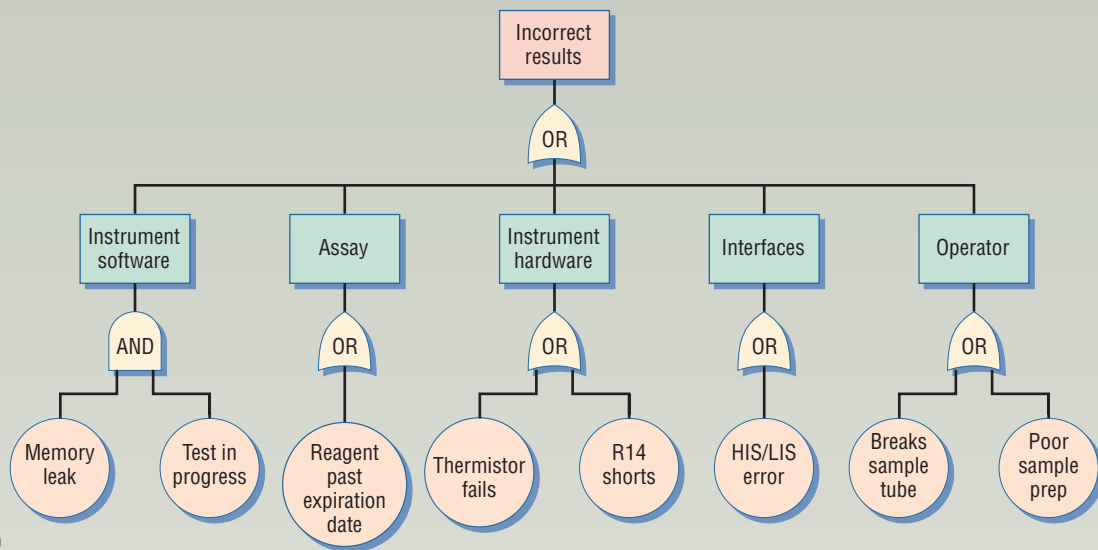 Incorrect
results
OR
Instrument
software
Assay
Instrument
hardware
Interfaces
Operator
AND
OR
OR
OR
OR
Memory
leak
Test in
progress
Reagent
past
expiration
date
Thermistor
fails
R14
shorts
HIS/LIS
error
Breaks
sample
tube
Poor
sample
prep